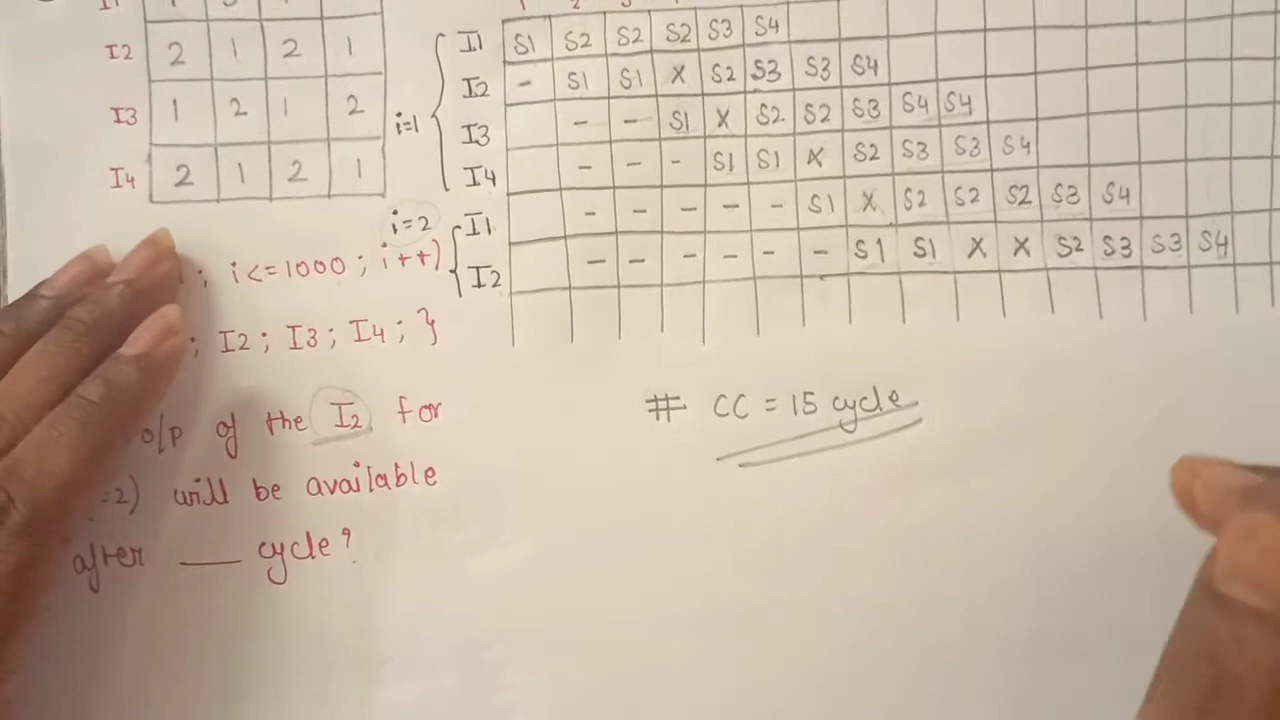 I2 2 1 2 1
I3 1 2 1 2
I4 2 1 2 1
i=1
I1 S1 S2 S2 S2 S3 S4
I2 - S1 S1 X S2 S3 S3 S4
I3 - - S1 X S2 S2 S3 S4 S4
I4 - - - S1 S1 X S2 S3 S3 S4
i=2
I1 - - - - - S1 X S2 S2 S2 S3 S4
I2 - - - - - - S1 S1 X X S2 S3 S3 S4
; i<=1000 ; i++)
; I2 ; I3 ; I4 ; }
o/p of the I2 for
=2) will be available
after ___ cycle?
# CC = 15 cycle